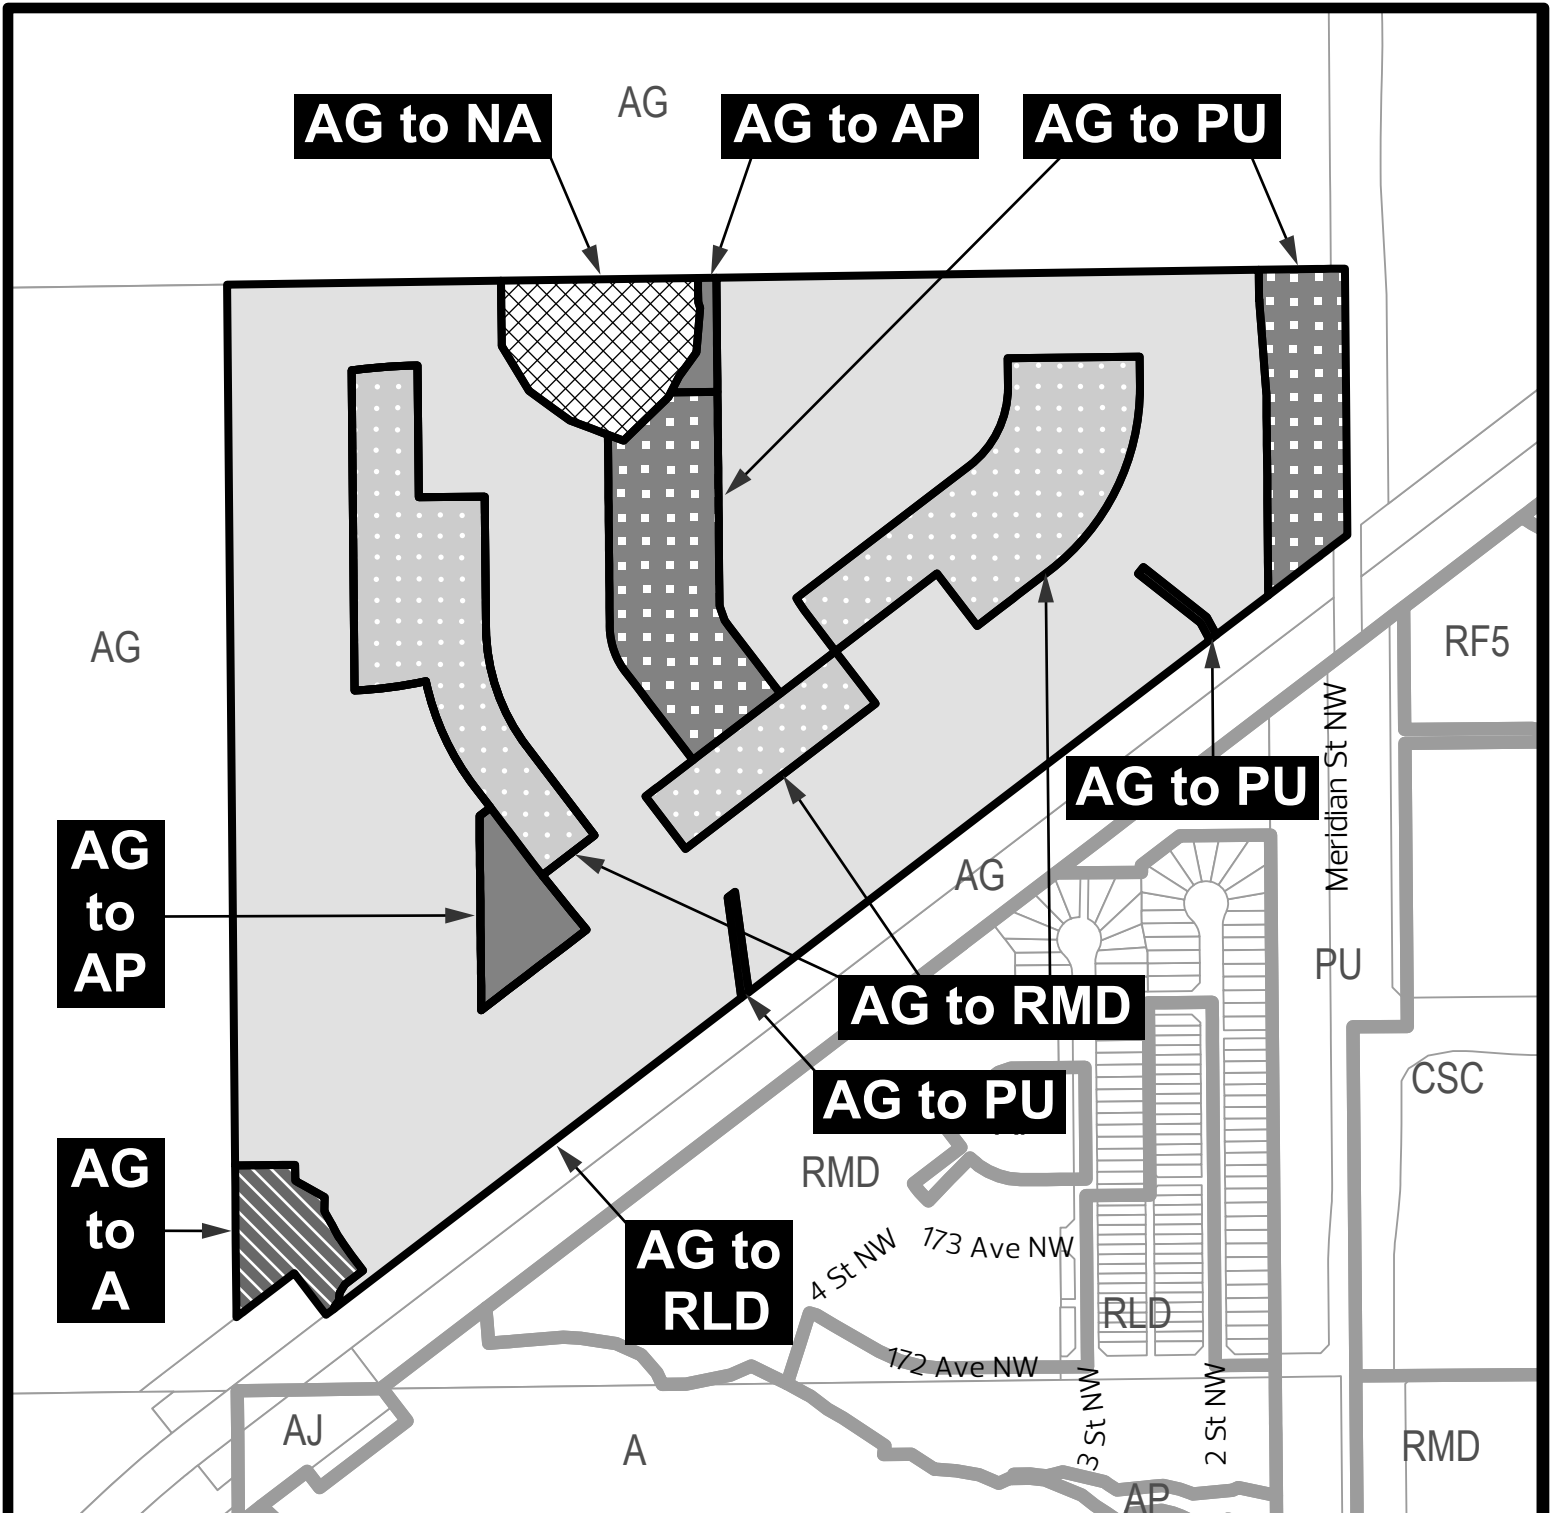 AG
AG to NA
AG to AP
AG to PU
AG
RF5
Meridian St NW
AG to PU
AG
to
AP
AG
PU
AG to RMD
AG to PU
CSC
RMD
AG
to
A
AG to
RLD
4 St NW
173 Ave NW
RLD
172 Ave NW
3 St NW
2 St NW
AJ
A
RMD
AP